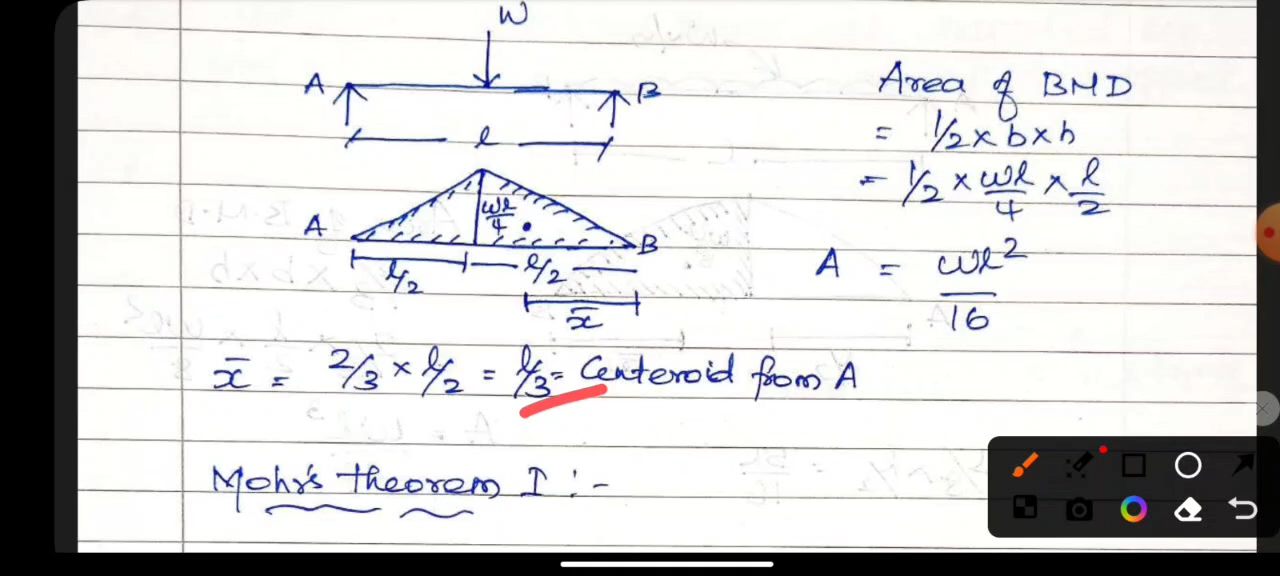 W
A B
l
Area of BMD
= 1/2 × b × h
= 1/2 × wl/4 × l/2
A = wl²/16
A wl/4 B
l/2 l/2
x̄
x̄ = 2/3 × l/2 = l/3 = Centeroid from A
Mohr's theorem I :-